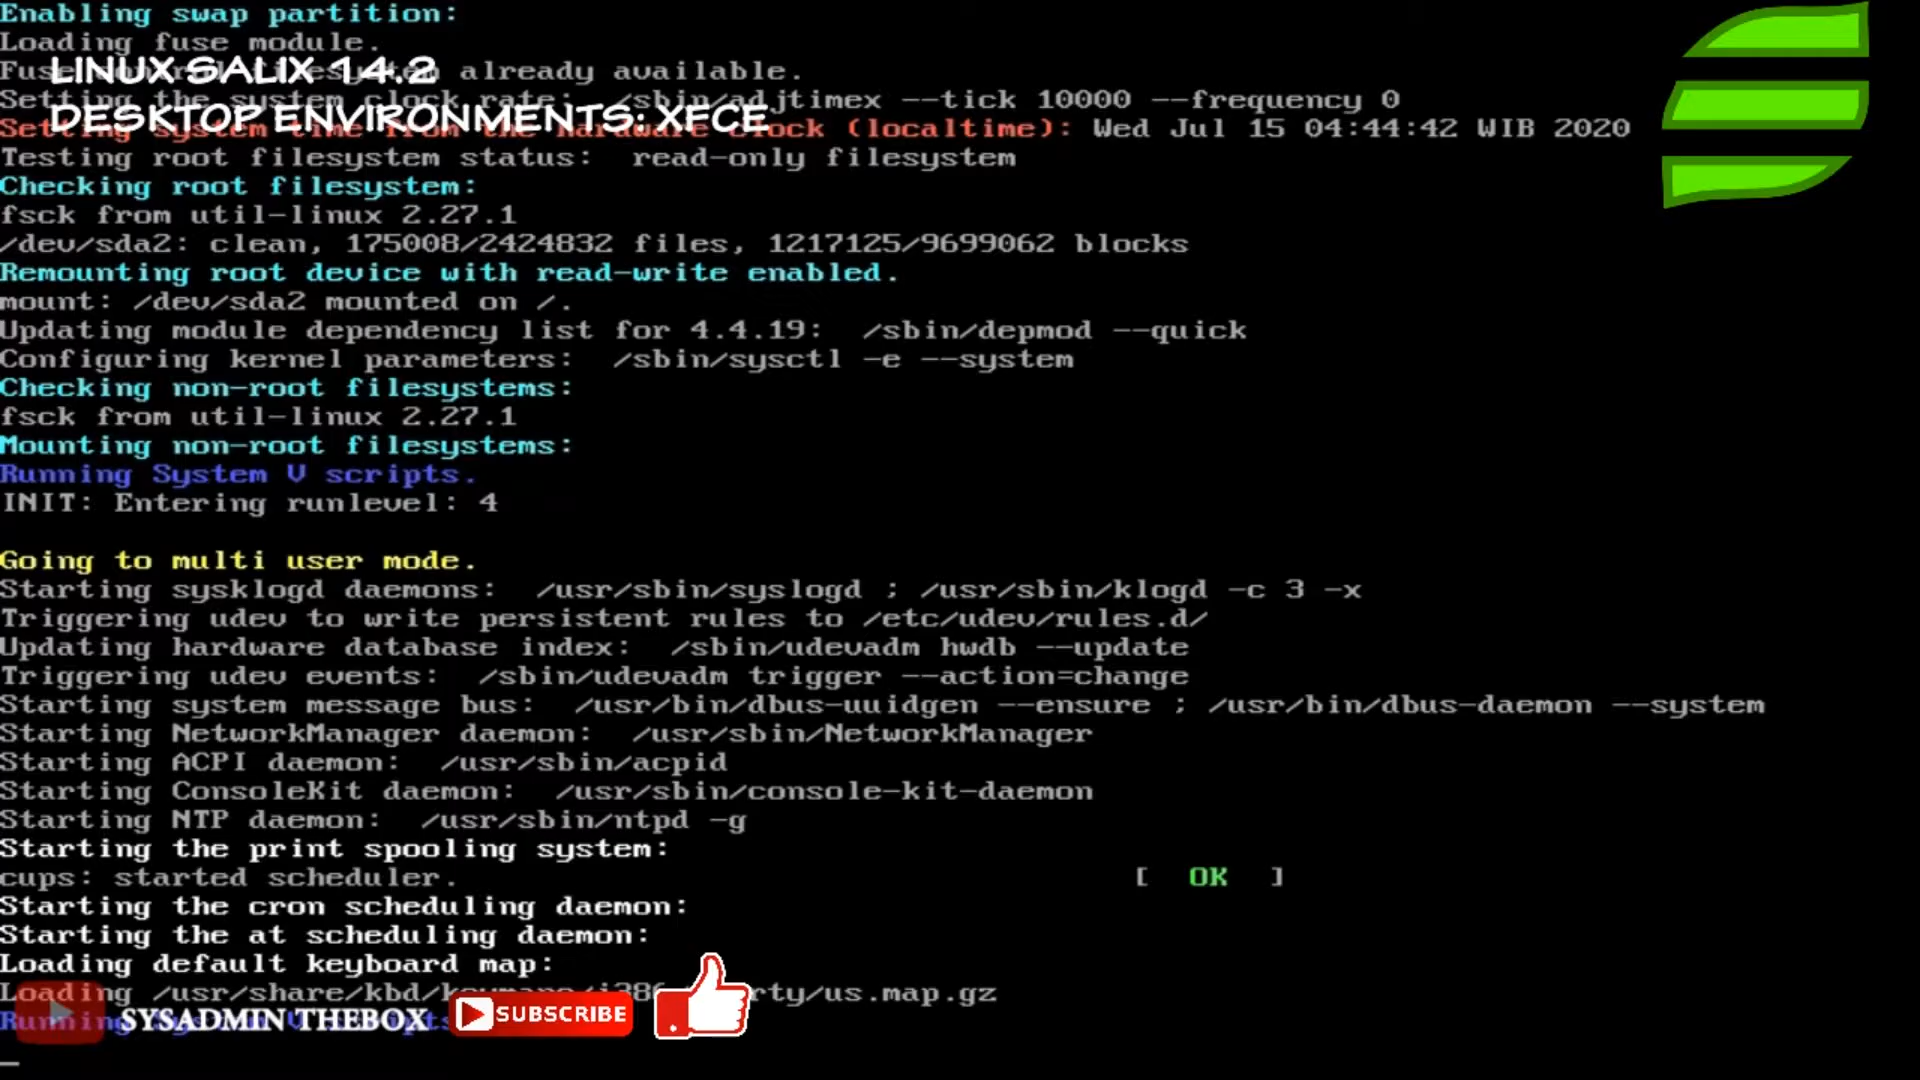 Enabling swap partition:
Loading fuse module.
LINUX SALIX 14.2
already available.
DESKTOP ENVIRONMENTS: XFCE
/sbin/adjtimex --tick 10000 --frequency 0
clock (localtime): Wed Jul 15 04:44:42 WIB 2020
Testing root filesystem status:  read-only filesystem
Checking root filesystem:
fsck from util-linux 2.27.1
/dev/sda2: clean, 175008/2424832 files, 1217125/9699062 blocks
Remounting root device with read-write enabled.
mount: /dev/sda2 mounted on /.
Updating module dependency list for 4.4.19:  /sbin/depmod --quick
Configuring kernel parameters:  /sbin/sysctl -e --system
Checking non-root filesystems:
fsck from util-linux 2.27.1
Mounting non-root filesystems:
Running System V scripts.
INIT: Entering runlevel: 4
Going to multi user mode.
Starting sysklogd daemons:  /usr/sbin/syslogd ; /usr/sbin/klogd -c 3 -x
Triggering udev to write persistent rules to /etc/udev/rules.d/
Updating hardware database index:  /sbin/udevadm hwdb --update
Triggering udev events:  /sbin/udevadm trigger --action=change
Starting system message bus:  /usr/bin/dbus-uuidgen --ensure ; /usr/bin/dbus-daemon --system
Starting NetworkManager daemon:  /usr/sbin/NetworkManager
Starting ACPI daemon:  /usr/sbin/acpid
Starting ConsoleKit daemon:  /usr/sbin/console-kit-daemon
Starting NTP daemon:  /usr/sbin/ntpd -g
Starting the print spooling system:
cups: started scheduler. [ OK ]
Starting the cron scheduling daemon:
Starting the at scheduling daemon:
Loading default keyboard map:
Loading
SYSADMIN THEBOX
SUBSCRIBE